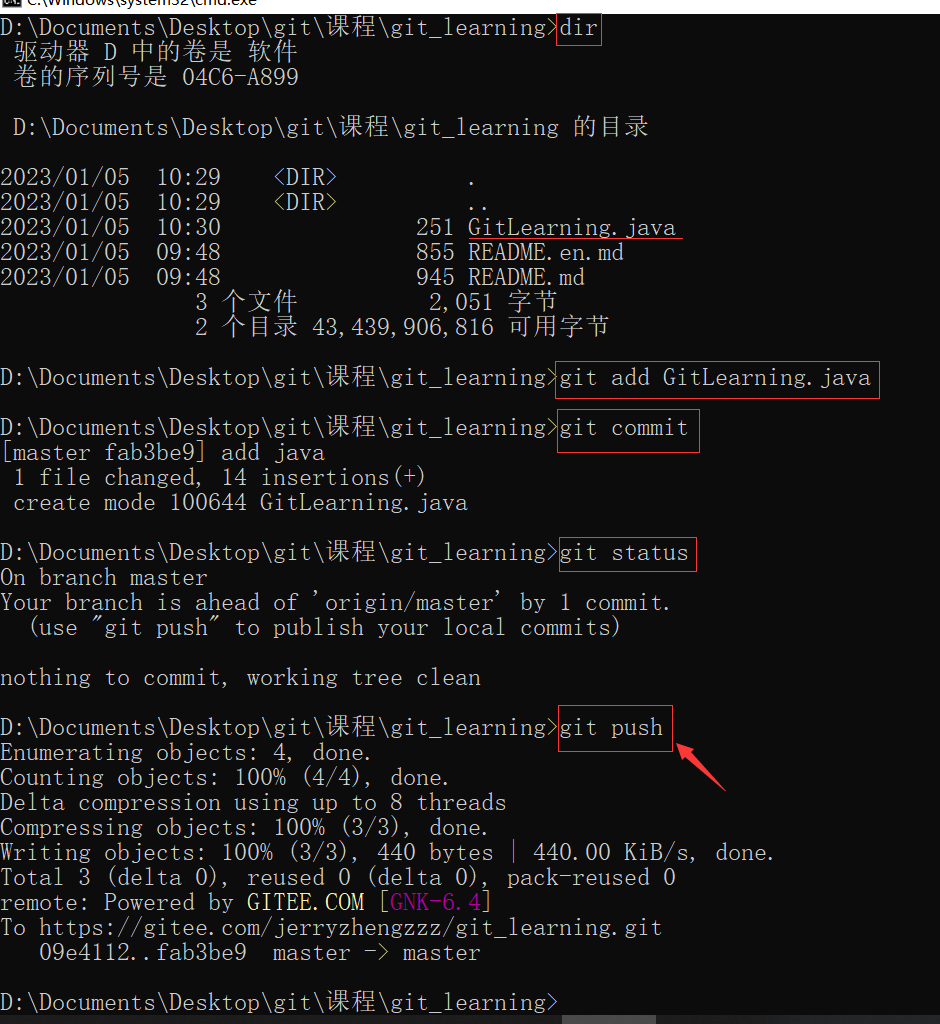 C:\Windows\system32\cmd.exe
D:\Documents\Desktop\git\课程\git_learning>dir
驱动器 D 中的卷是 软件
卷的序列号是 04C6-A899
D:\Documents\Desktop\git\课程\git_learning 的目录
2023/01/05  10:29    <DIR>          .
2023/01/05  10:29    <DIR>          ..
2023/01/05  10:30               251 GitLearning.java
2023/01/05  09:48               855 README.en.md
2023/01/05  09:48               945 README.md
3 个文件          2,051 字节
2 个目录 43,439,906,816 可用字节
D:\Documents\Desktop\git\课程\git_learning>git add GitLearning.java
D:\Documents\Desktop\git\课程\git_learning>git commit
[master fab3be9] add java
1 file changed, 14 insertions(+)
create mode 100644 GitLearning.java
D:\Documents\Desktop\git\课程\git_learning>git status
On branch master
Your branch is ahead of 'origin/master' by 1 commit.
(use "git push" to publish your local commits)
nothing to commit, working tree clean
D:\Documents\Desktop\git\课程\git_learning>git push
Enumerating objects: 4, done.
Counting objects: 100% (4/4), done.
Delta compression using up to 8 threads
Compressing objects: 100% (3/3), done.
Writing objects: 100% (3/3), 440 bytes | 440.00 KiB/s, done.
Total 3 (delta 0), reused 0 (delta 0), pack-reused 0
remote: Powered by GITEE.COM [GNK-6.4]
To https://gitee.com/jerryzhengzzz/git_learning.git
09e4112..fab3be9  master -> master
D:\Documents\Desktop\git\课程\git_learning>